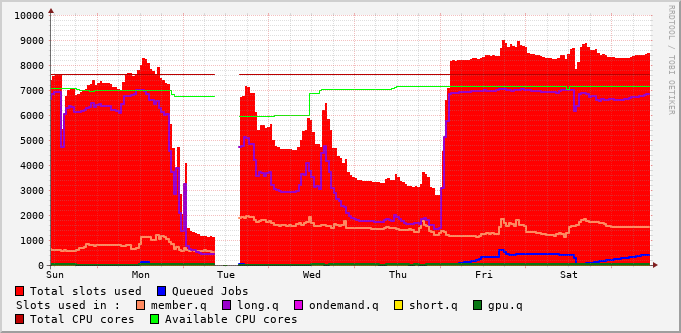 10000
9000
8000
7000
6000
5000
4000
3000
2000
1000
0
Sun Mon Tue Wed Thu Fri Sat
RRDTOOL / TOBI OETIKER
Total slots used Queued Jobs
Slots used in : member.q long.q ondemand.q short.q gpu.q
Total CPU cores Available CPU cores